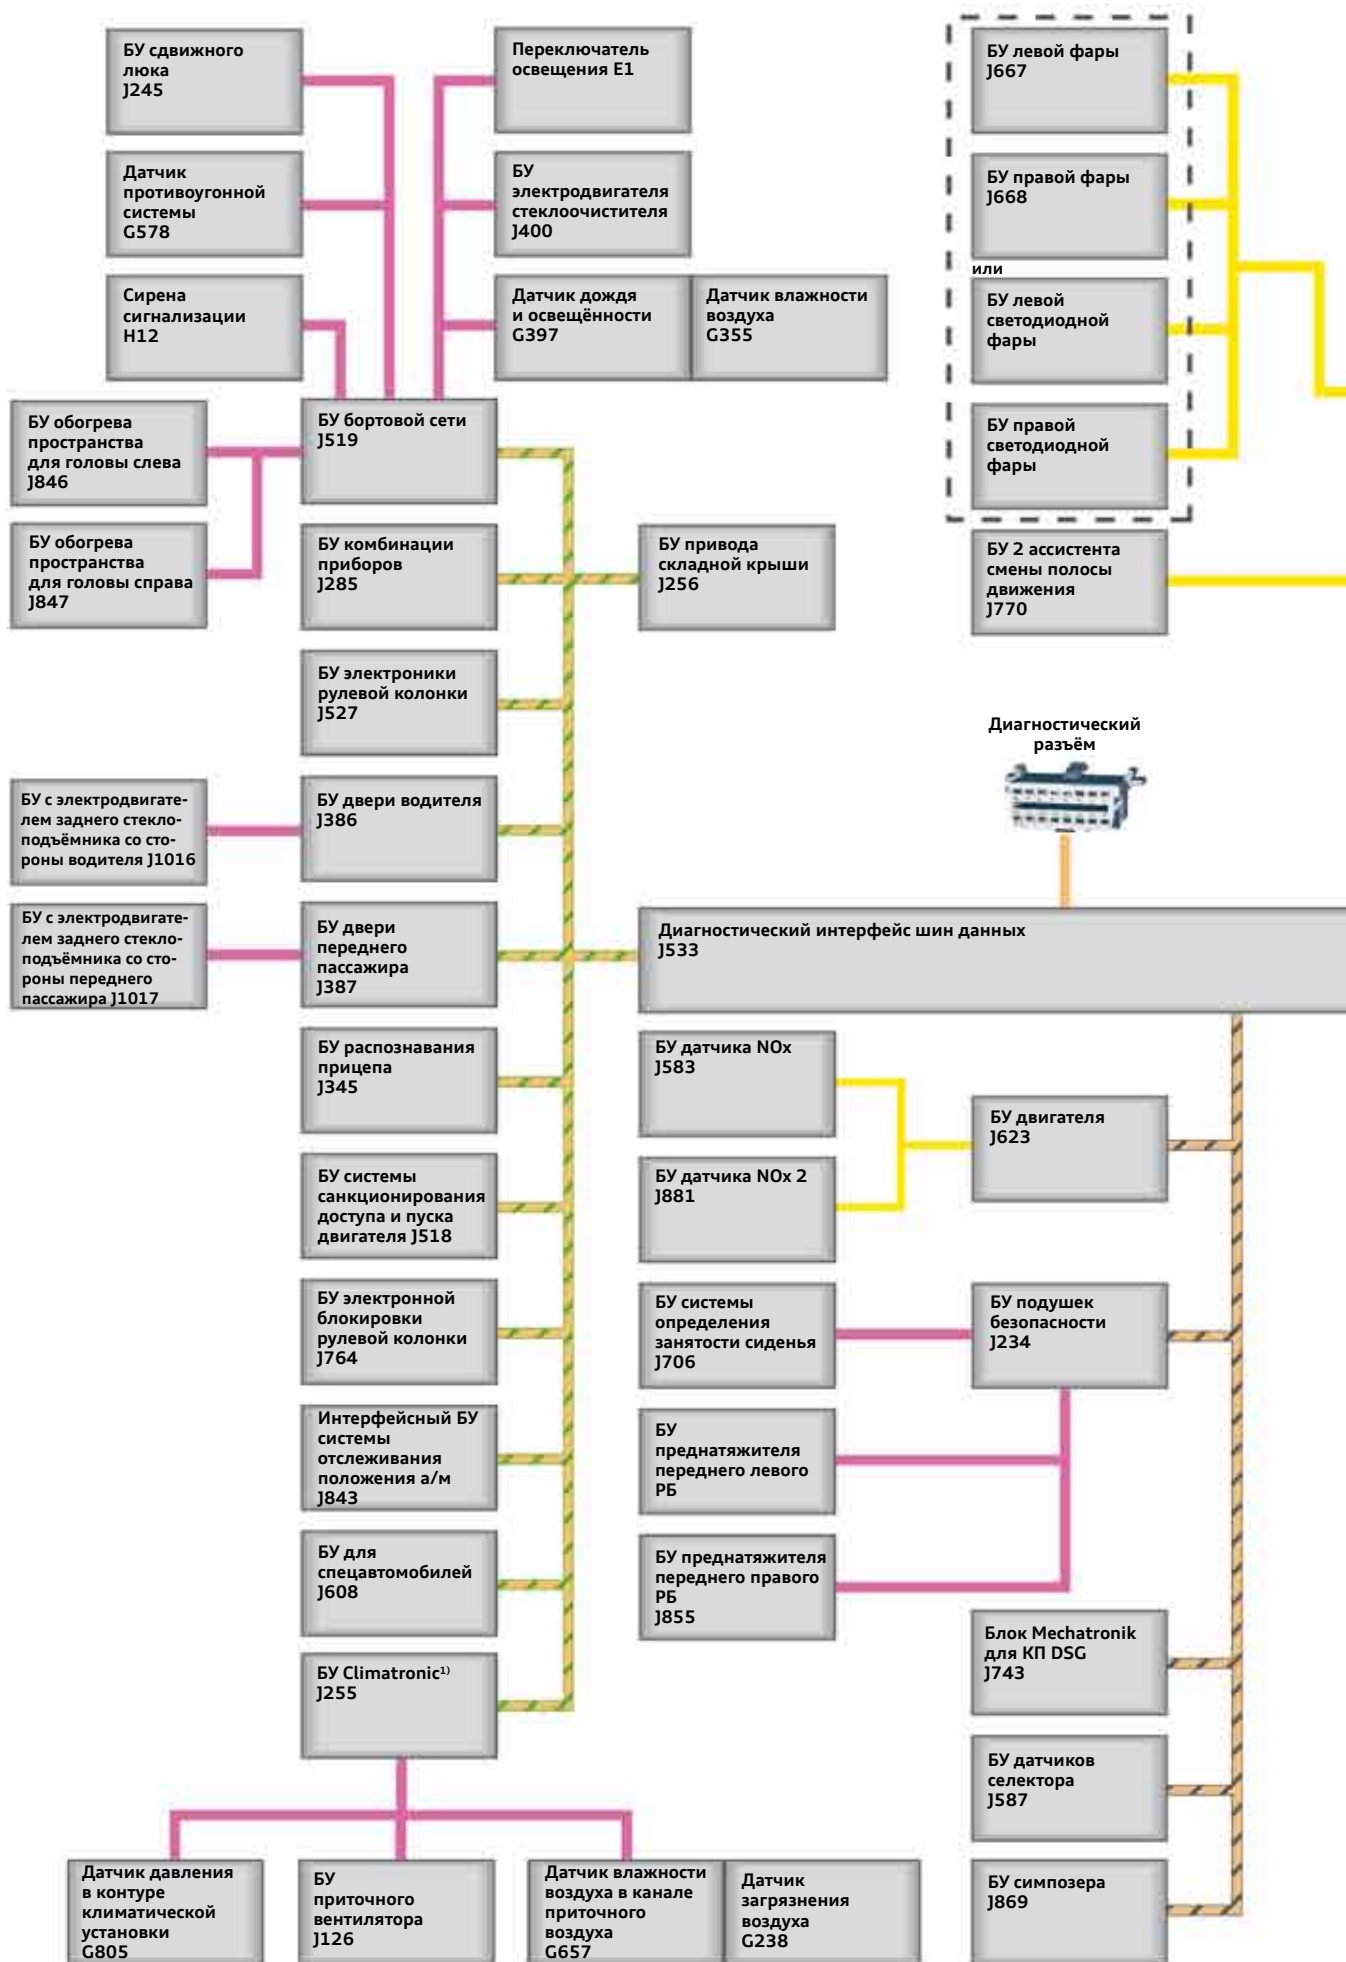 БУ сдвижного
люка
J245
Переключатель
освещения E1
БУ левой фары
J667
Датчик
противоугонной
системы
G578
БУ
электродвигателя
стеклоочистителя
J400
БУ правой фары
J668
или
Сирена
сигнализации
H12
Датчик дождя
и освещённости
G397
Датчик влажности
воздуха
G355
БУ левой
светодиодной
фары
БУ обогрева
пространства
для головы слева
J846
БУ бортовой сети
J519
БУ правой
светодиодной
фары
БУ обогрева
пространства
для головы справа
J847
БУ комбинации
приборов
J285
БУ привода
складной крыши
J256
БУ 2 ассистента
смены полосы
движения
J770
БУ электроники
рулевой колонки
J527
Диагностический
разъём
БУ с электродвигате-
лем заднего стекло-
подъёмника со сто-
роны водителя J1016
БУ двери водителя
J386
БУ с электродвигате-
лем заднего стекло-
подъёмника со сто-
роны переднего
пассажира J1017
БУ двери
переднего
пассажира
J387
Диагностический интерфейс шин данных
J533
БУ распознавания
прицепа
J345
БУ датчика NOx
J583
БУ двигателя
J623
БУ системы
санкционирования
доступа и пуска
двигателя J518
БУ датчика NOx 2
J881
БУ электронной
блокировки
рулевой колонки
J764
БУ системы
определения
занятости сиденья
J706
БУ подушек
безопасности
J234
Интерфейсный БУ
системы
отслеживания
положения а/м
J843
БУ
преднатяжителя
переднего левого
РБ
БУ для
спецавтомобилей
J608
БУ преднатяжителя
переднего правого
РБ
J855
БУ Climatronic¹⁾
J255
Блок Mechatronik
для КП DSG
J743
БУ датчиков
селектора
J587
Датчик давления
в контуре
климатической
установки
G805
БУ
приточного
вентилятора
J126
Датчик влажности
воздуха в канале
приточного
воздуха
G657
Датчик
загрязнения
воздуха
G238
БУ симпозера
J869